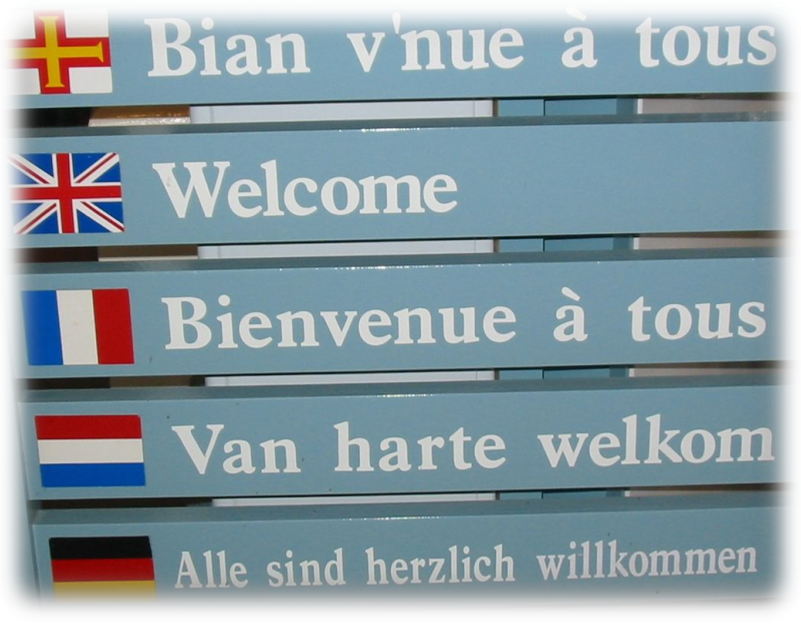 Bian v'nue à tous
Welcome
Bienvenue à tous
Van harte welkom
Alle sind herzlich willkommen